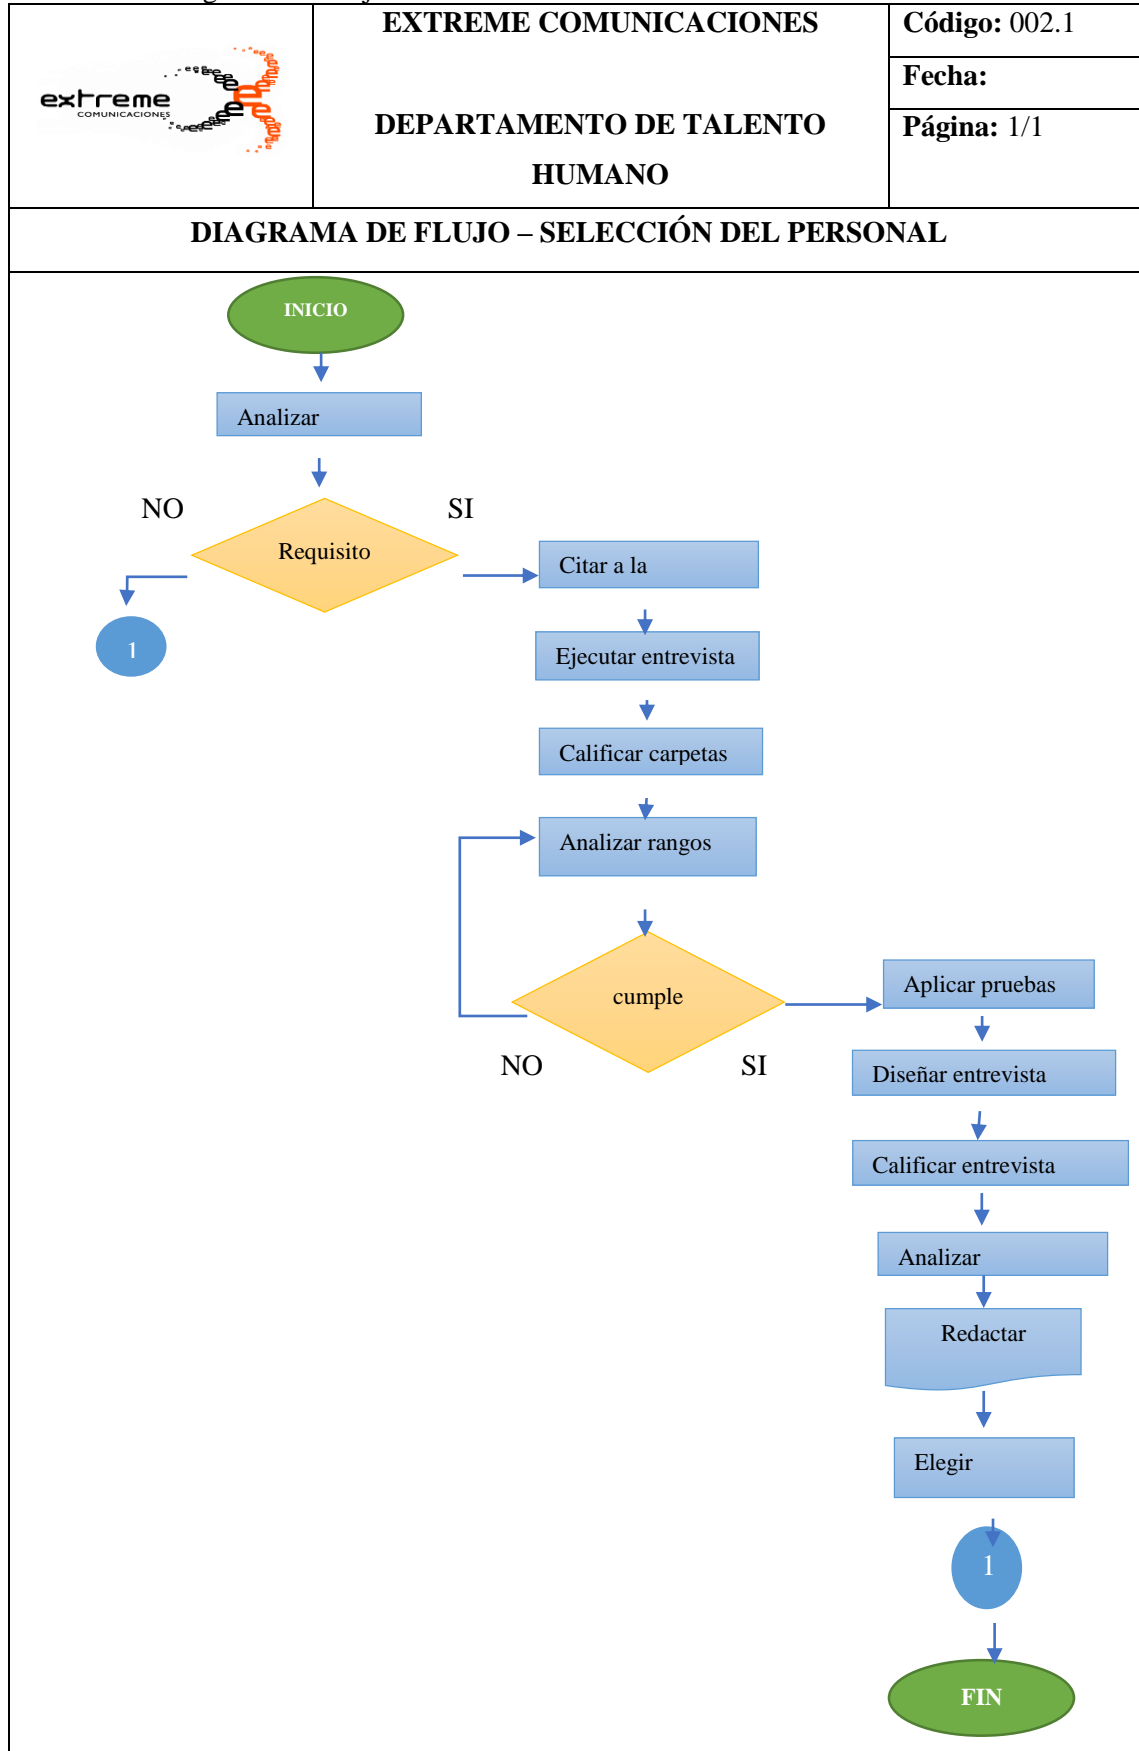 EXTREME COMUNICACIONES
DEPARTAMENTO DE TALENTO
HUMANO
Código: 002.1
Fecha:
Página: 1/1
extreme
COMUNICACIONES
DIAGRAMA DE FLUJO – SELECCIÓN DEL PERSONAL
INICIO
Analizar
NO
SI
Requisito
1
Citar a la
Ejecutar entrevista
Calificar carpetas
Analizar rangos
cumple
NO
SI
Aplicar pruebas
Diseñar entrevista
Calificar entrevista
Analizar
Redactar
Elegir
1
FIN